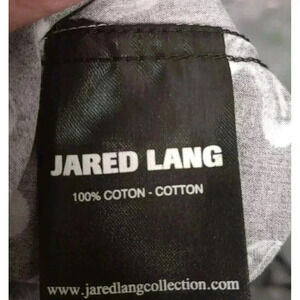 JARED LANG
100% COTON - COTTON
www.jaredlangcollection.com